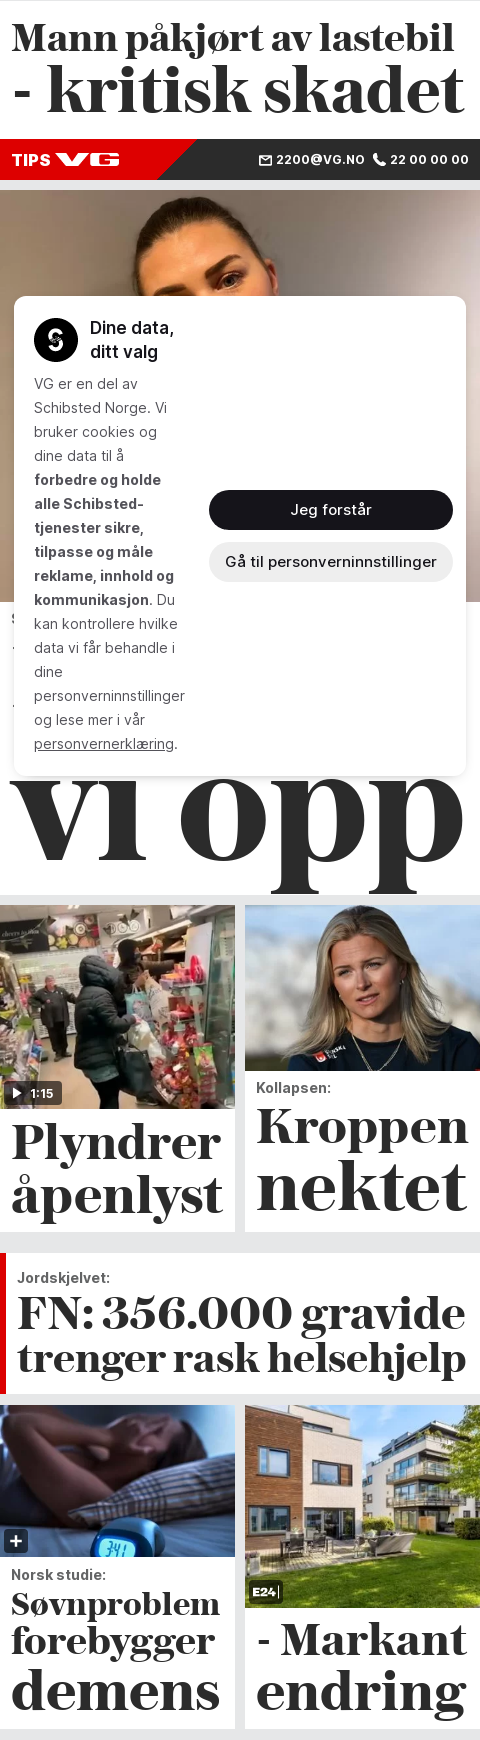 Mann påkjørt av lastebil
- kritisk skadet
TIPS VG
2200@VG.NO 22 00 00 00
Dine data,
ditt valg
VG er en del av
Schibsted Norge. Vi
bruker cookies og
dine data til å
forbedre og holde
alle Schibsted-
tjenester sikre,
tilpasse og måle
reklame, innhold og
kommunikasjon. Du
kan kontrollere hvilke
data vi får behandle i
dine
personverninnstillinger
og lese mer i vår
personvernerklæring.
Jeg forstår
Gå til personverninnstillinger
vi opp
1:15
Plyndrer
åpenlyst
Kollapsen:
Kroppen
nektet
Jordskjelvet:
FN: 356.000 gravide
trenger rask helsehjelp
3:41
Norsk studie:
Søvnproblem
forebygger
demens
E24
- Markant
endring